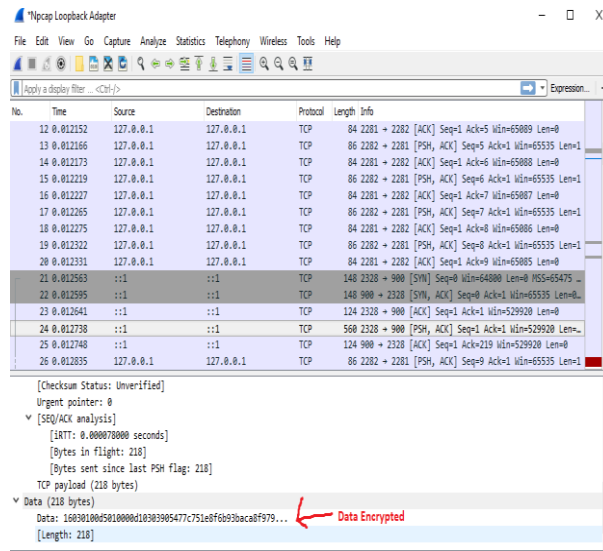 *Npcap Loopback Adapter
File Edit View Go Capture Analyze Statistics Telephony Wireless Tools Help
Apply a display filter ... <Ctrl-/>
Expression...
No. Time Source Destination Protocol Length Info
12 0.012152 127.0.0.1 127.0.0.1 TCP 84 2281 → 2282 [ACK] Seq=1 Ack=5 Win=65089 Len=0
13 0.012166 127.0.0.1 127.0.0.1 TCP 86 2282 → 2281 [PSH, ACK] Seq=5 Ack=1 Win=65535 Len=1
14 0.012173 127.0.0.1 127.0.0.1 TCP 84 2281 → 2282 [ACK] Seq=1 Ack=6 Win=65088 Len=0
15 0.012219 127.0.0.1 127.0.0.1 TCP 86 2282 → 2281 [PSH, ACK] Seq=6 Ack=1 Win=65535 Len=1
16 0.012227 127.0.0.1 127.0.0.1 TCP 84 2281 → 2282 [ACK] Seq=1 Ack=7 Win=65087 Len=0
17 0.012265 127.0.0.1 127.0.0.1 TCP 86 2282 → 2281 [PSH, ACK] Seq=7 Ack=1 Win=65535 Len=1
18 0.012275 127.0.0.1 127.0.0.1 TCP 84 2281 → 2282 [ACK] Seq=1 Ack=8 Win=65086 Len=0
19 0.012322 127.0.0.1 127.0.0.1 TCP 86 2282 → 2281 [PSH, ACK] Seq=8 Ack=1 Win=65535 Len=1
20 0.012331 127.0.0.1 127.0.0.1 TCP 84 2281 → 2282 [ACK] Seq=1 Ack=9 Win=65085 Len=0
21 0.012563 ::1 ::1 TCP 148 2328 → 900 [SYN] Seq=0 Win=64800 Len=0 MSS=65475 …
22 0.012595 ::1 ::1 TCP 148 900 → 2328 [SYN, ACK] Seq=0 Ack=1 Win=65535 Len=0…
23 0.012641 ::1 ::1 TCP 124 2328 → 900 [ACK] Seq=1 Ack=1 Win=529920 Len=0
24 0.012738 ::1 ::1 TCP 560 2328 → 900 [PSH, ACK] Seq=1 Ack=1 Win=529920 Len=…
25 0.012748 ::1 ::1 TCP 124 900 → 2328 [ACK] Seq=1 Ack=219 Win=529920 Len=0
26 0.012835 127.0.0.1 127.0.0.1 TCP 86 2282 → 2281 [PSH, ACK] Seq=9 Ack=1 Win=65535 Len=1
[Checksum Status: Unverified]
Urgent pointer: 0
[SEQ/ACK analysis]
[iRTT: 0.000078000 seconds]
[Bytes in flight: 218]
[Bytes sent since last PSH flag: 218]
TCP payload (218 bytes)
Data (218 bytes)
Data: 16030100d5010000d10303905477c751e8f6b93baca8f979... Data Encrypted
[Length: 218]